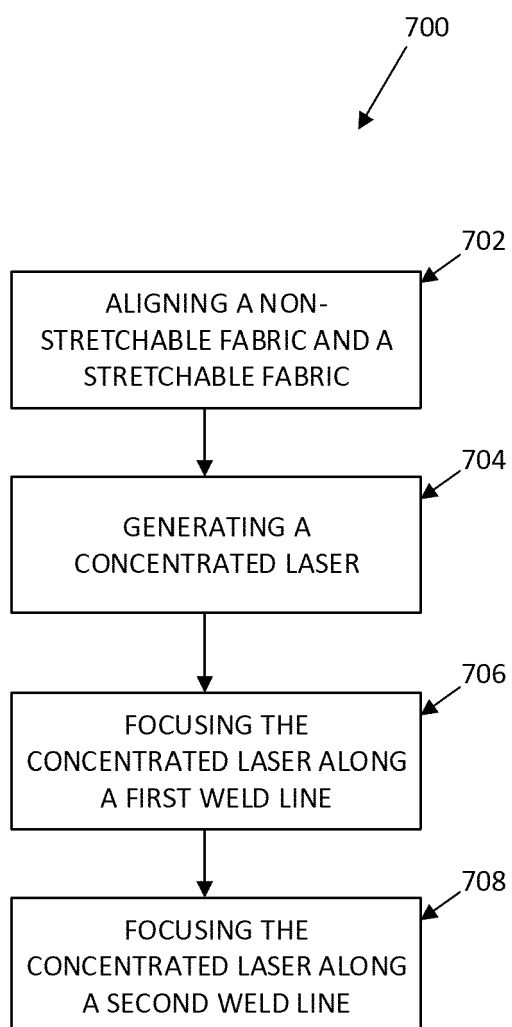 700
702
ALIGNING A NON-
STRETCHABLE FABRIC AND A
STRETCHABLE FABRIC
704
GENERATING A
CONCENTRATED LASER
706
FOCUSING THE
CONCENTRATED LASER ALONG
A FIRST WELD LINE
708
FOCUSING THE
CONCENTRATED LASER ALONG
A SECOND WELD LINE